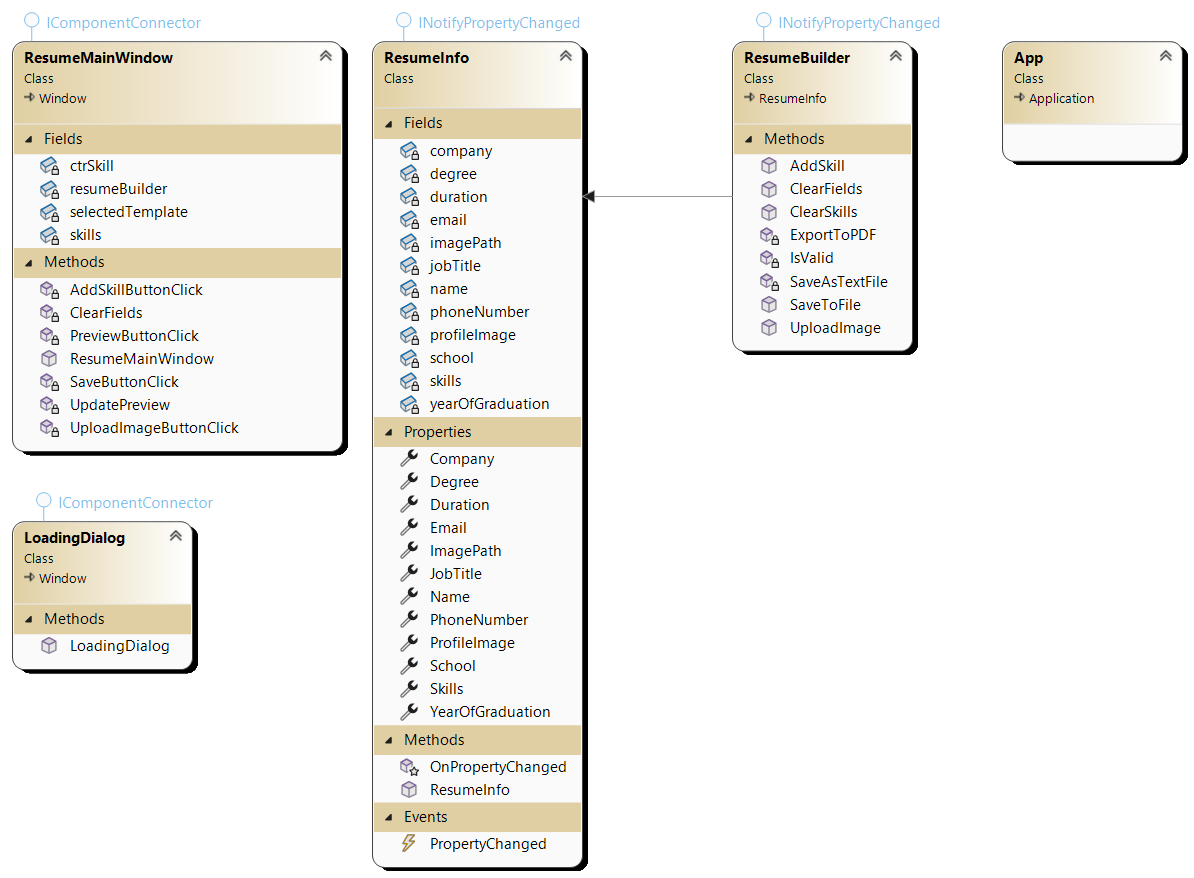 IComponentConnector
ResumeMainWindow
Class
Window
Fields
ctrSkill
resumeBuilder
selectedTemplate
skills
Methods
AddSkillButtonClick
ClearFields
PreviewButtonClick
ResumeMainWindow
SaveButtonClick
UpdatePreview
UploadImageButtonClick
IComponentConnector
LoadingDialog
Class
Window
Methods
LoadingDialog
INotifyPropertyChanged
ResumeInfo
Class
Fields
company
degree
duration
email
imagePath
jobTitle
name
phoneNumber
profileImage
school
skills
yearOfGraduation
Properties
Company
Degree
Duration
Email
ImagePath
JobTitle
Name
PhoneNumber
ProfileImage
School
Skills
YearOfGraduation
Methods
OnPropertyChanged
ResumeInfo
Events
PropertyChanged
INotifyPropertyChanged
ResumeBuilder
Class
ResumeInfo
Methods
AddSkill
ClearFields
ClearSkills
ExportToPDF
IsValid
SaveAsTextFile
SaveToFile
UploadImage
App
Class
Application